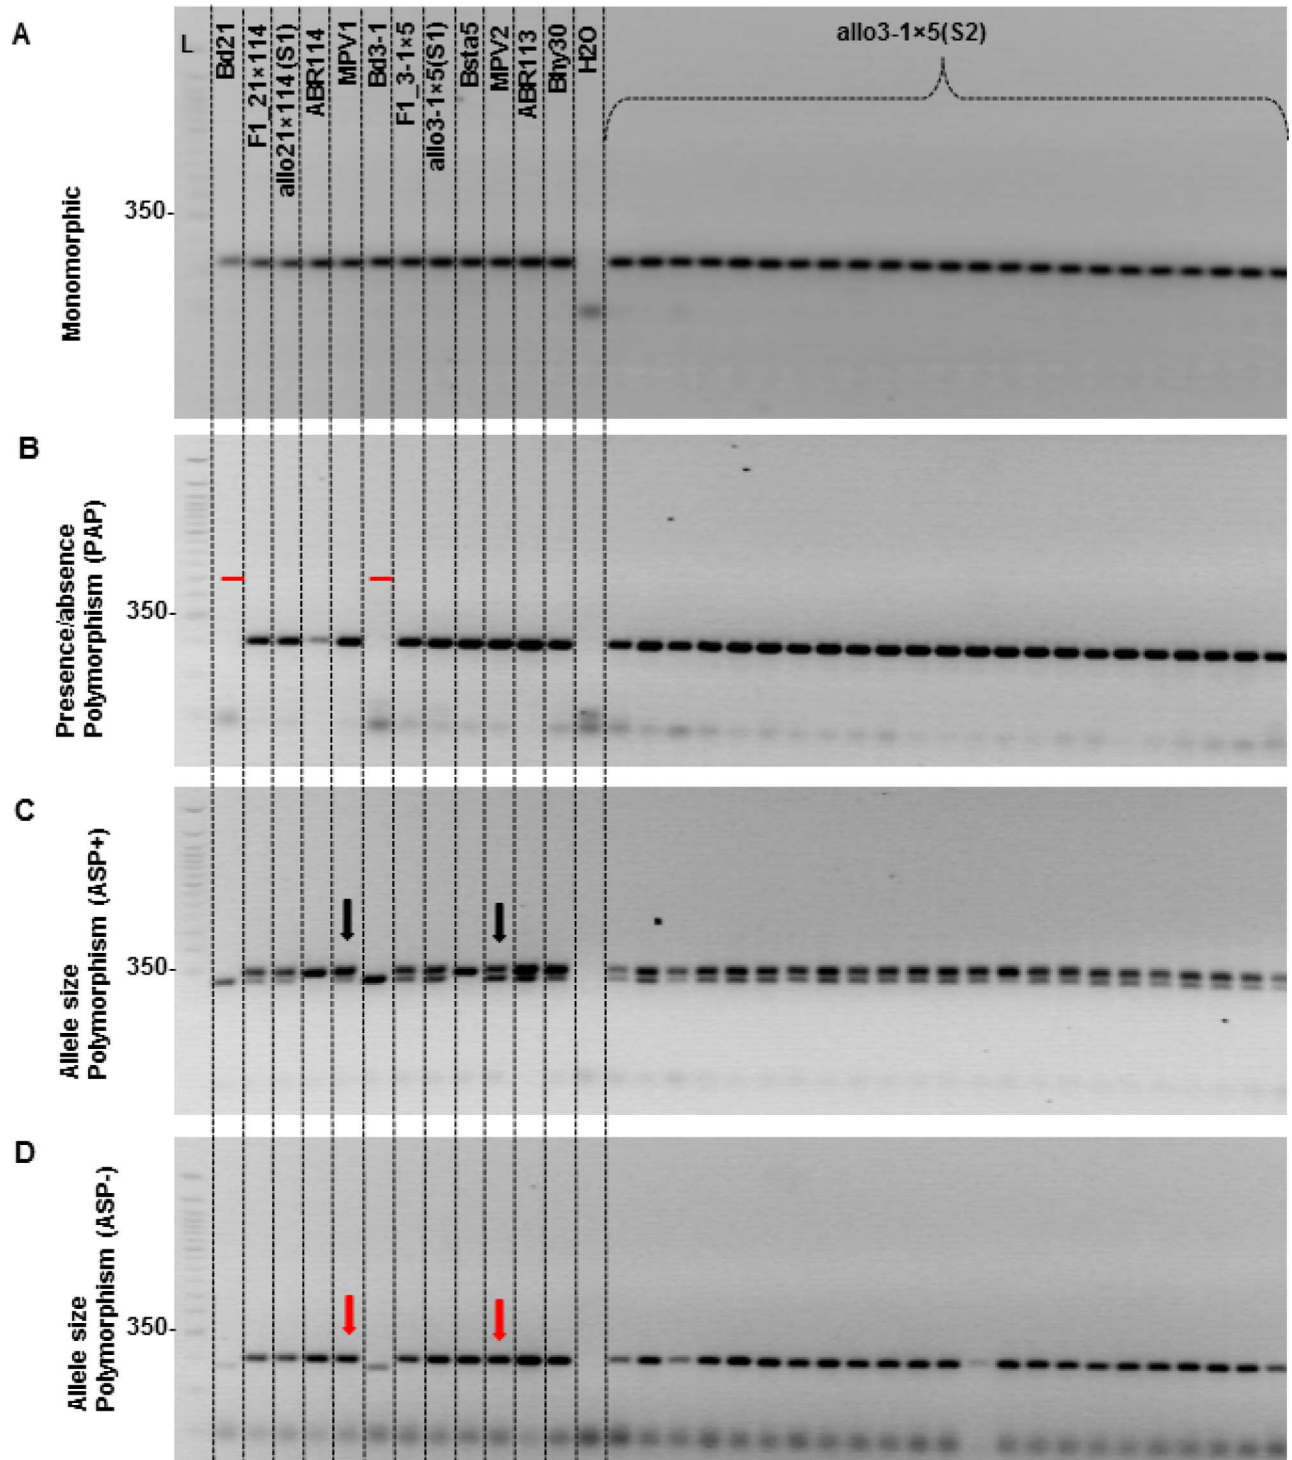 A
L
Bd21
F1_21×114
allo21×114 (S1)
ABR114
MPV1
Bd3-1
F1_3-1×5
allo3-1×5(S1)
Bsta5
MPV2
ABR113
Bhy30
H2O
allo3-1×5(S2)
Monomorphic
350-
B
Presence/absence
Polymorphism (PAP)
350-
C
Allele size
Polymorphism (ASP+)
350-
D
Allele size
Polymorphism (ASP-)
350-